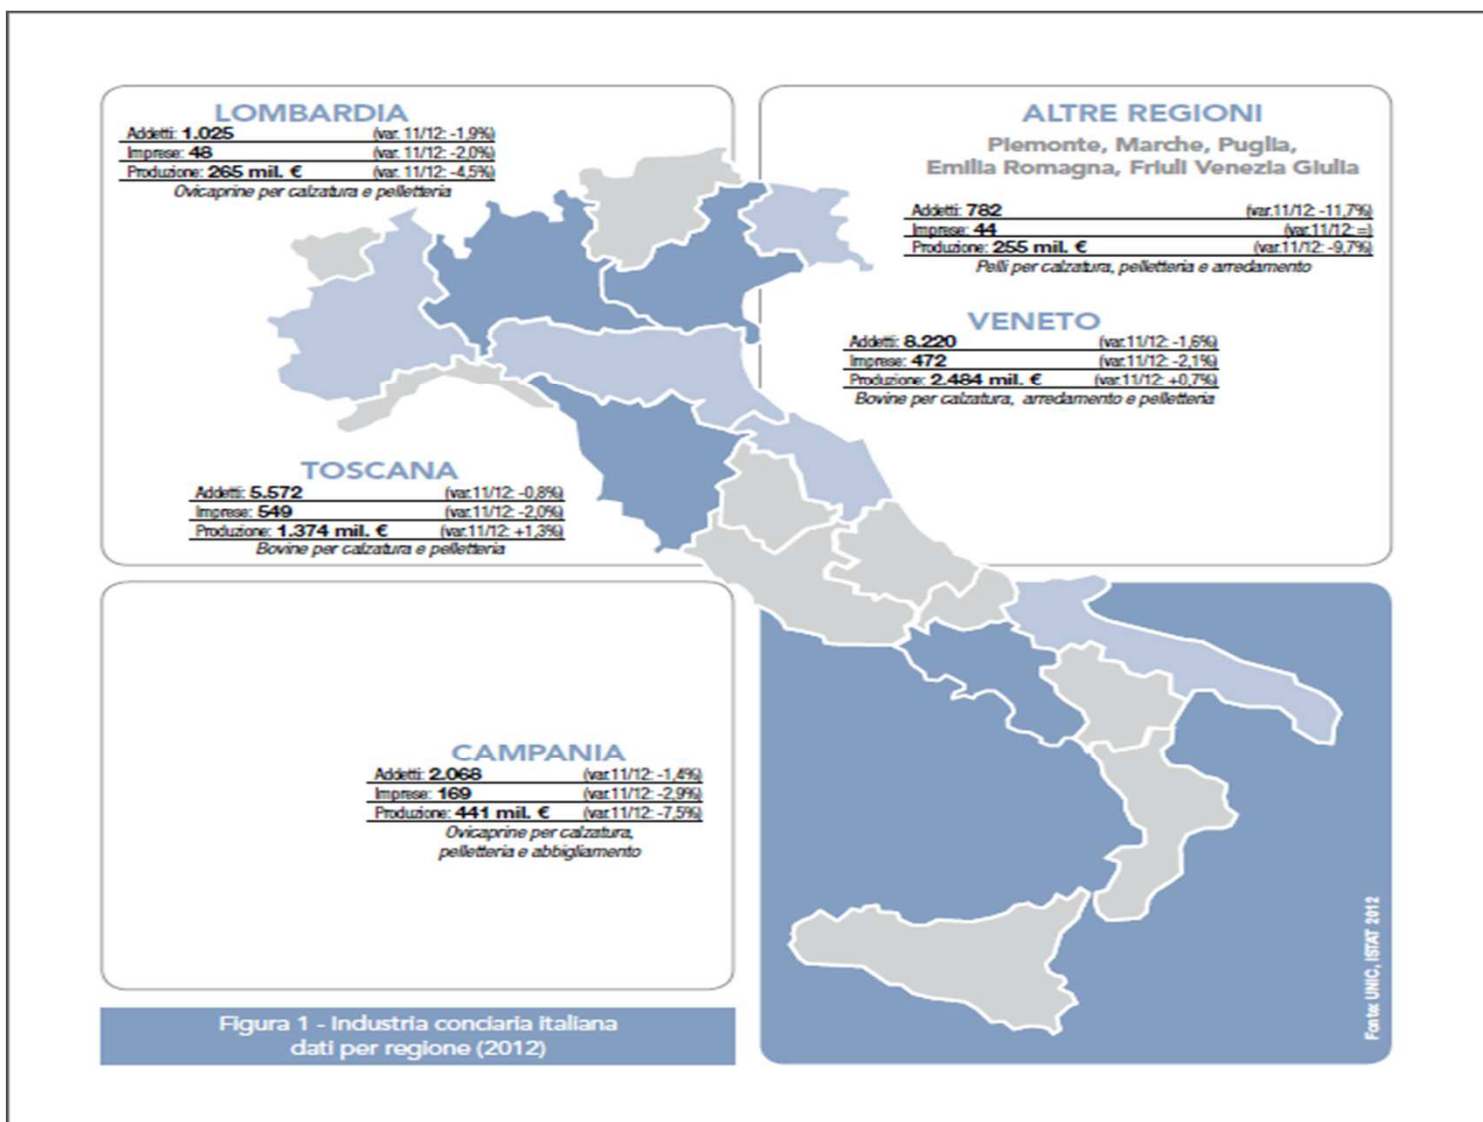 LOMBARDIA
Addetti: 1.025 (var. 11/12: -1,9%)
Imprese: 48 (var. 11/12: -2,0%)
Produzione: 265 mil. € (var. 11/12: -4,5%)
Ovicaprine per calzatura e pelletteria
ALTRE REGIONI
Piemonte, Marche, Puglia,
Emilia Romagna, Friuli Venezia Giulia
Addetti: 782 (var.11/12: -11,7%)
Imprese: 44 (var.11/12: =)
Produzione: 255 mil. € (var.11/12: -9,7%)
Pelli per calzatura, pelletteria e arredamento
VENETO
Addetti: 8.220 (var.11/12: -1,6%)
Imprese: 472 (var.11/12: -2,1%)
Produzione: 2.484 mil. € (var.11/12: +0,7%)
Bovine per calzatura, arredamento e pelletteria
TOSCANA
Addetti: 5.572 (var.11/12: -0,8%)
Imprese: 549 (var.11/12: -2,0%)
Produzione: 1.374 mil. € (var.11/12: +1,3%)
Bovine per calzatura e pelletteria
CAMPANIA
Addetti: 2.068 (var.11/12: -1,4%)
Imprese: 169 (var.11/12: -2,9%)
Produzione: 441 mil. € (var.11/12: -7,5%)
Ovicaprine per calzatura,
pelletteria e abbigliamento
Figura 1 - Industria conciaria italiana
dati per regione (2012)
Fonte: UNIC, ISTAT 2012